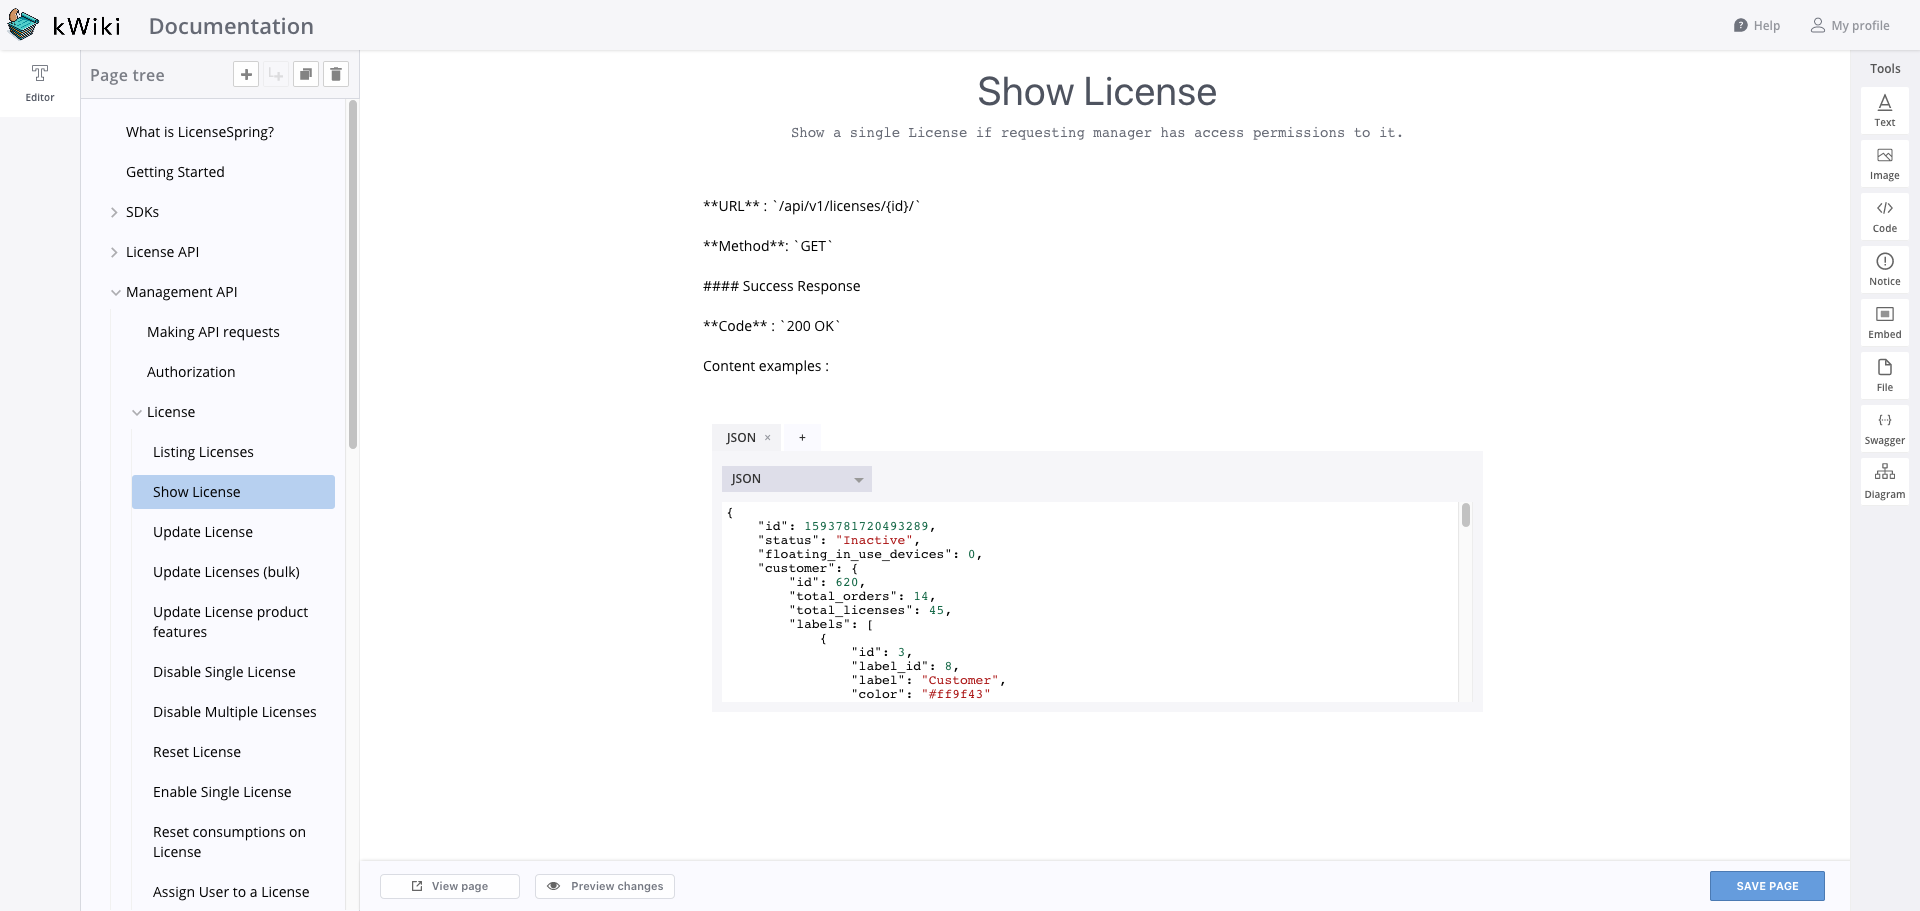 kWiki
Documentation
Help
My profile
Editor
Page tree
What is LicenseSpring?
Getting Started
SDKs
License API
Management API
Making API requests
Authorization
License
Listing Licenses
Show License
Update License
Update Licenses (bulk)
Update License product
features
Disable Single License
Disable Multiple Licenses
Reset License
Enable Single License
Reset consumptions on
License
Assign User to a License
Show License
Show a single License if requesting manager has access permissions to it.
**URL** : `/api/v1/licenses/{id}/`
**Method**: `GET`
#### Success Response
**Code** : `200 OK`
Content examples :
JSON × +
JSON
{
    "id": 1593781720493289,
    "status": "Inactive",
    "floating_in_use_devices": 0,
    "customer": {
        "id": 620,
        "total_orders": 14,
        "total_licenses": 45,
        "labels": [
            {
                "id": 3,
                "label_id": 8,
                "label": "Customer",
                "color": "#ff9f43"
View page
Preview changes
SAVE PAGE
Tools
Text
Image
Code
Notice
Embed
File
Swagger
Diagram